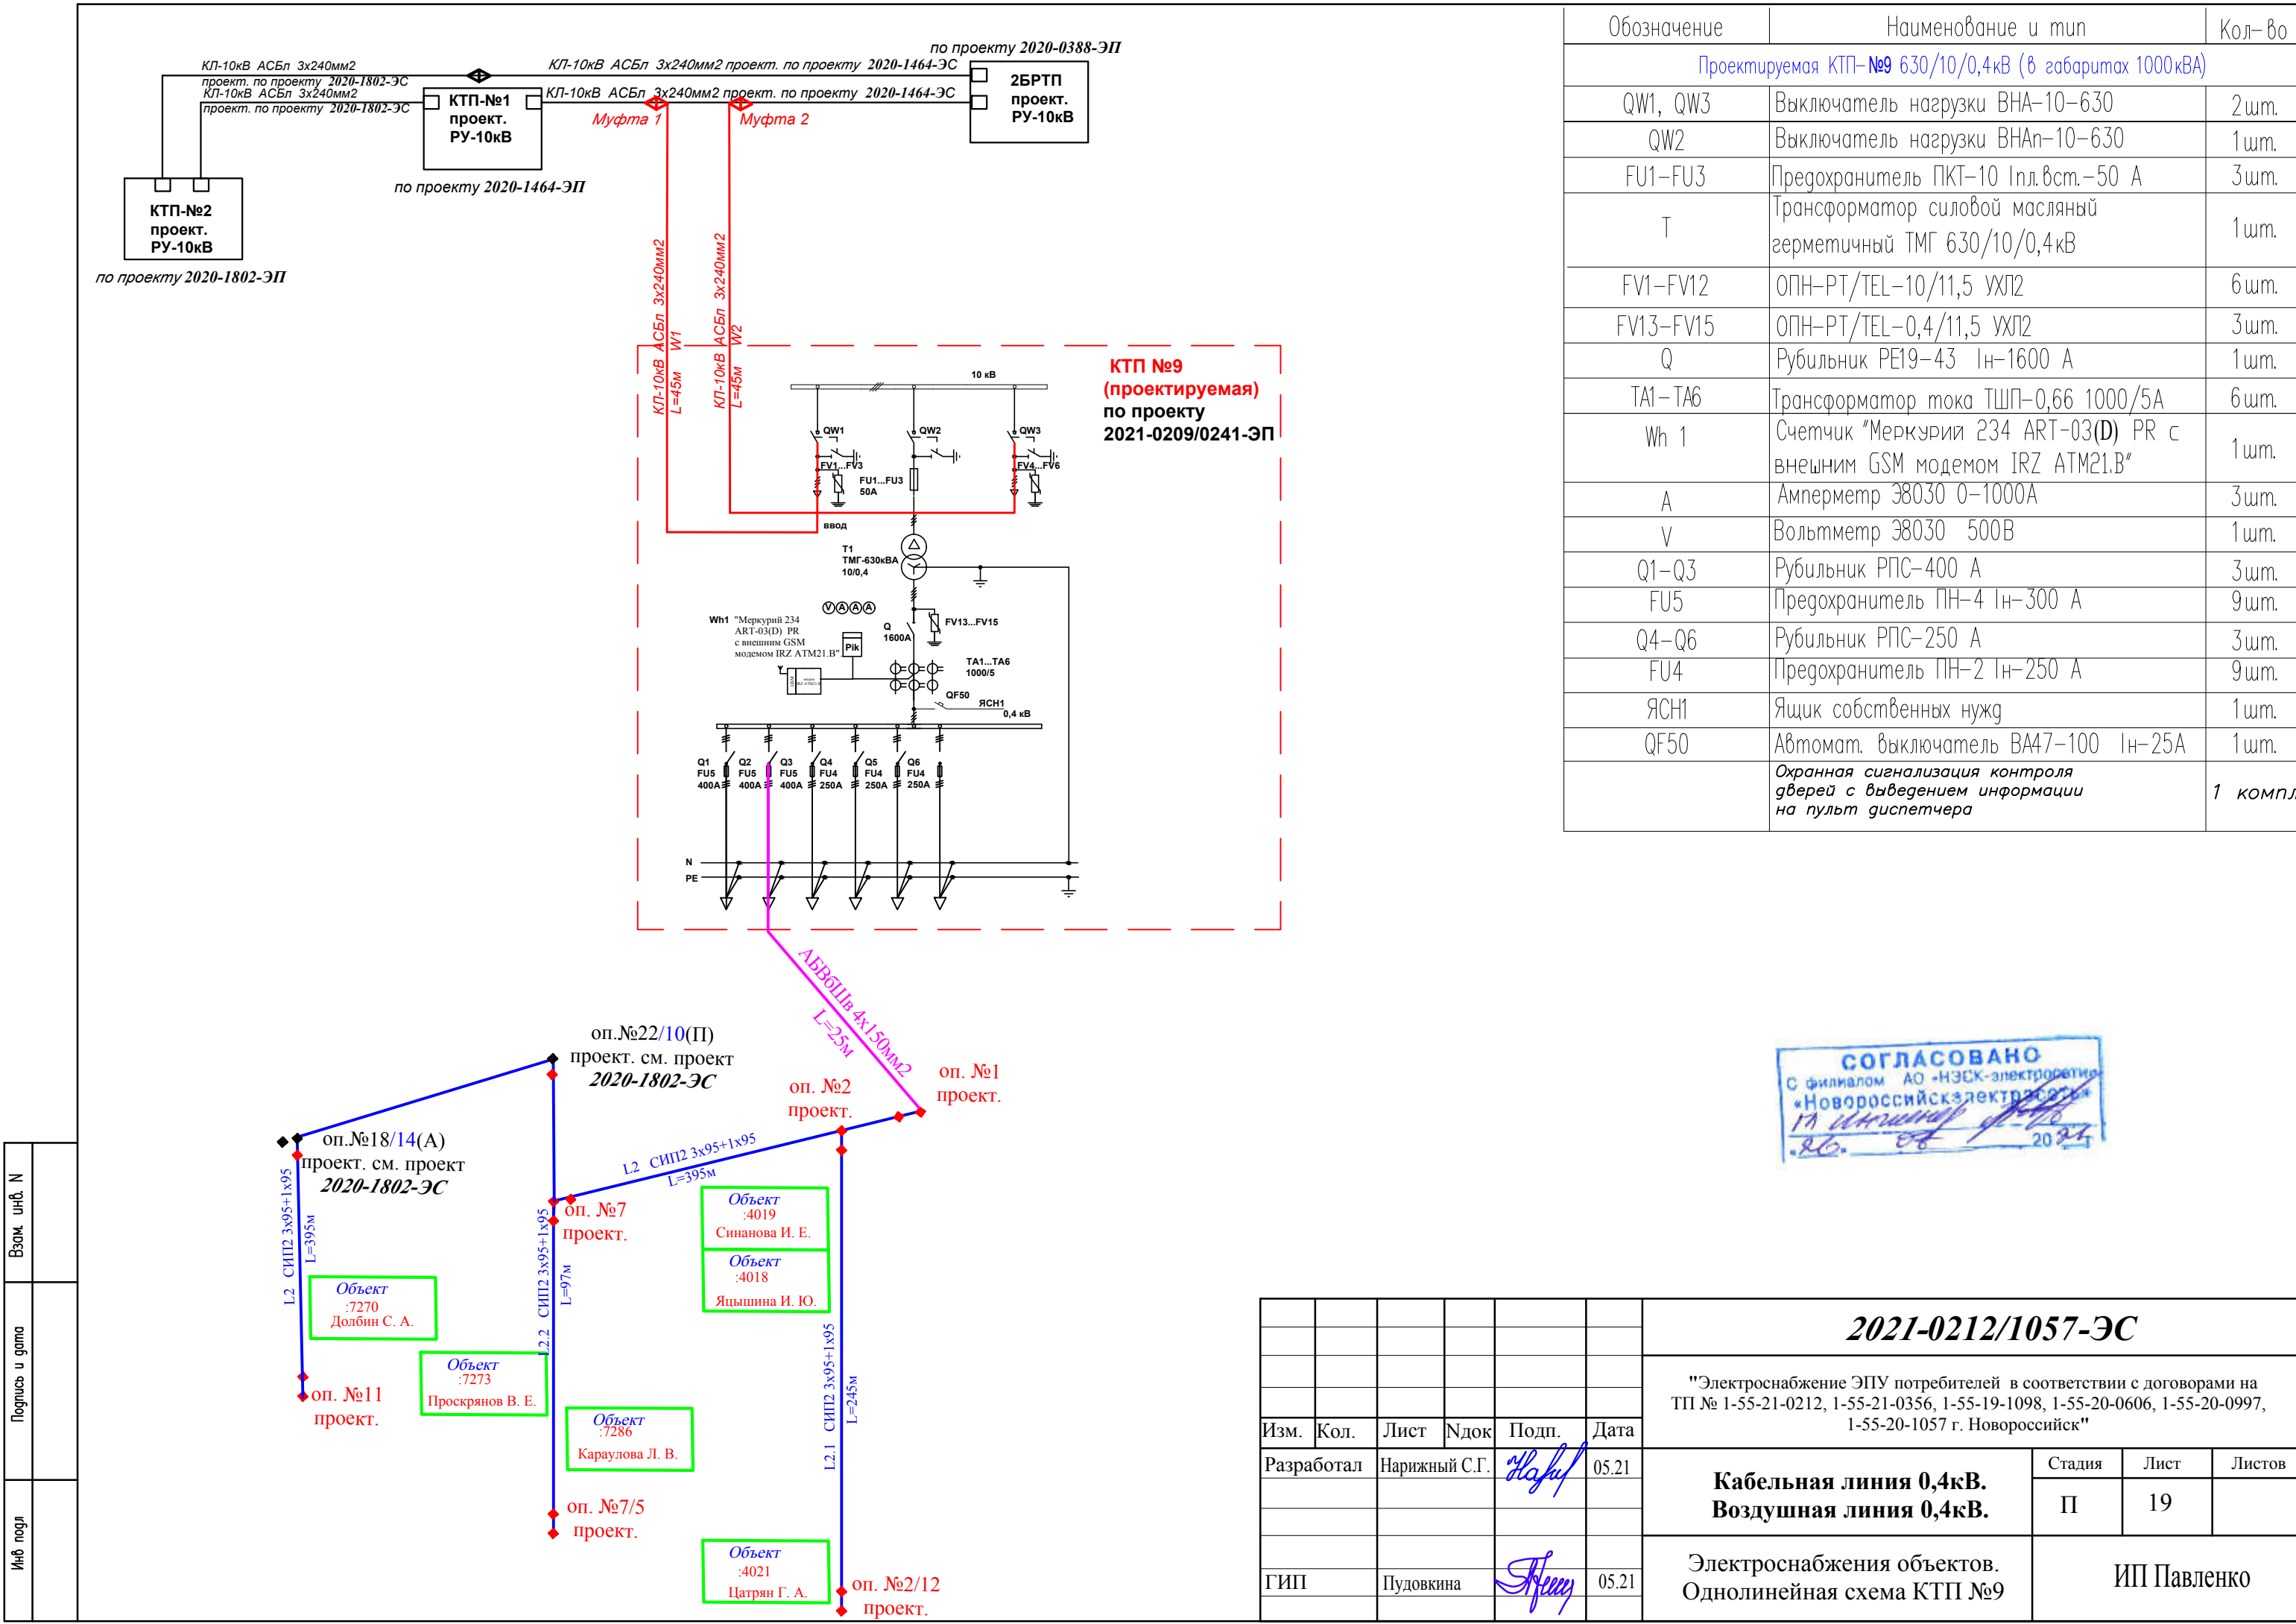 по проекту 2020-0388-ЭП
КЛ-10кВ АСБл 3х240мм2
проект. по проекту 2020-1802-ЭС
КЛ-10кВ АСБл 3х240мм2 проект. по проекту 2020-1464-ЭС
КЛ-10кВ АСБл 3х240мм2
проект. по проекту 2020-1802-ЭС
КЛ-10кВ АСБл 3х240мм2 проект. по проекту 2020-1464-ЭС
КТП-№1
проект.
РУ-10кВ
2БРТП
проект.
РУ-10кВ
Муфта 1
Муфта 2
по проекту 2020-1464-ЭП
КТП-№2
проект.
РУ-10кВ
по проекту 2020-1802-ЭП
КЛ-10кВ АСБл 3х240мм2
L=45м W1
КЛ-10кВ АСБл 3х240мм2
L=45м W2
КТП №9
(проектируемая)
по проекту
2021-0209/0241-ЭП
10 кВ
QW1
QW2
QW3
FV1...FV3
FV4...FV6
FU1...FU3
50А
ввод
Т1
ТМГ-630кВА
10/0,4
V A A A
Wh1 "Меркурий 234
ART-03(D) PR
с внешним GSM
модемом IRZ ATM21.B"
Pik
Q
1600А
FV13...FV15
ТА1...ТА6
1000/5
QF50
ЯСН1
0,4 кВ
Q1
FU5
400А
Q2
FU5
400А
Q3
FU5
400А
Q4
FU4
250А
Q5
FU4
250А
Q6
FU4
250А
N
PE
АБВбШв 4х150мм2
L=25м
оп.№22/10(П)
проект. см. проект
2020-1802-ЭС
оп. №2
проект.
оп. №1
проект.
оп.№18/14(А)
проект. см. проект
2020-1802-ЭС
L2 СИП2 3х95+1х95
L=395м
L2 СИП2 3х95+1х95
L=395м
оп. №7
проект.
L2.2 СИП2 3х95+1х95
L=97м
Объект
:4019
Синанова И. Е.
Объект
:4018
Яцышина И. Ю.
L2.1 СИП2 3х95+1х95
L=245м
Объект
:7270
Долбин С. А.
Объект
:7273
Проскрянов В. Е.
оп. №11
проект.
Объект
:7286
Караулова Л. В.
оп. №7/5
проект.
Объект
:4021
Цатрян Г. А.
оп. №2/12
проект.
Обозначение Наименование и тип Кол-во
Проектируемая КТП-№9 630/10/0,4кВ (в габаритах 1000кВА)
QW1, QW3 Выключатель нагрузки ВНА-10-630 2шт.
QW2 Выключатель нагрузки ВНАп-10-630 1шт.
FU1-FU3 Предохранитель ПКТ-10 Iпл.вст.-50 А 3шт.
Т Трансформатор силовой масляный
герметичный ТМГ 630/10/0,4кВ 1шт.
FV1-FV12 ОПН-РТ/TEL-10/11,5 УХЛ2 6шт.
FV13-FV15 ОПН-РТ/TEL-0,4/11,5 УХЛ2 3шт.
Q Рубильник РЕ19-43 Iн-1600 А 1шт.
ТА1-ТА6 Трансформатор тока ТШП-0,66 1000/5А 6шт.
Wh 1 Счетчик "Меркурий 234 ART-03(D) PR с
внешним GSM модемом IRZ ATM21.B" 1шт.
А Амперметр Э8030 0-1000А 3шт.
V Вольтметр Э8030 500В 1шт.
Q1-Q3 Рубильник РПС-400 А 3шт.
FU5 Предохранитель ПН-4 Iн-300 А 9шт.
Q4-Q6 Рубильник РПС-250 А 3шт.
FU4 Предохранитель ПН-2 Iн-250 А 9шт.
ЯСН1 Ящик собственных нужд 1шт.
QF50 Автомат. выключатель ВА47-100 Iн-25А 1шт.
Охранная сигнализация контроля
дверей с выведением информации
на пульт диспетчера
1 компл
СОГЛАСОВАНО
С филиалом АО «НЭСК-электросети»
«Новороссийскэлектросеть»
Взам. инв. N
Подпись и дата
Инв подл
2021-0212/1057-ЭС
"Электроснабжение ЭПУ потребителей в соответствии с договорами на
ТП № 1-55-21-0212, 1-55-21-0356, 1-55-19-1098, 1-55-20-0606, 1-55-20-0997,
1-55-20-1057 г. Новороссийск"
Изм. Кол. Лист Nдок Подп. Дата
Разработал Нарижный С.Г. 05.21
ГИП Пудовкина 05.21
Кабельная линия 0,4кВ.
Воздушная линия 0,4кВ.
Стадия Лист Листов
П 19
Электроснабжения объектов.
Однолинейная схема КТП №9
ИП Павленко